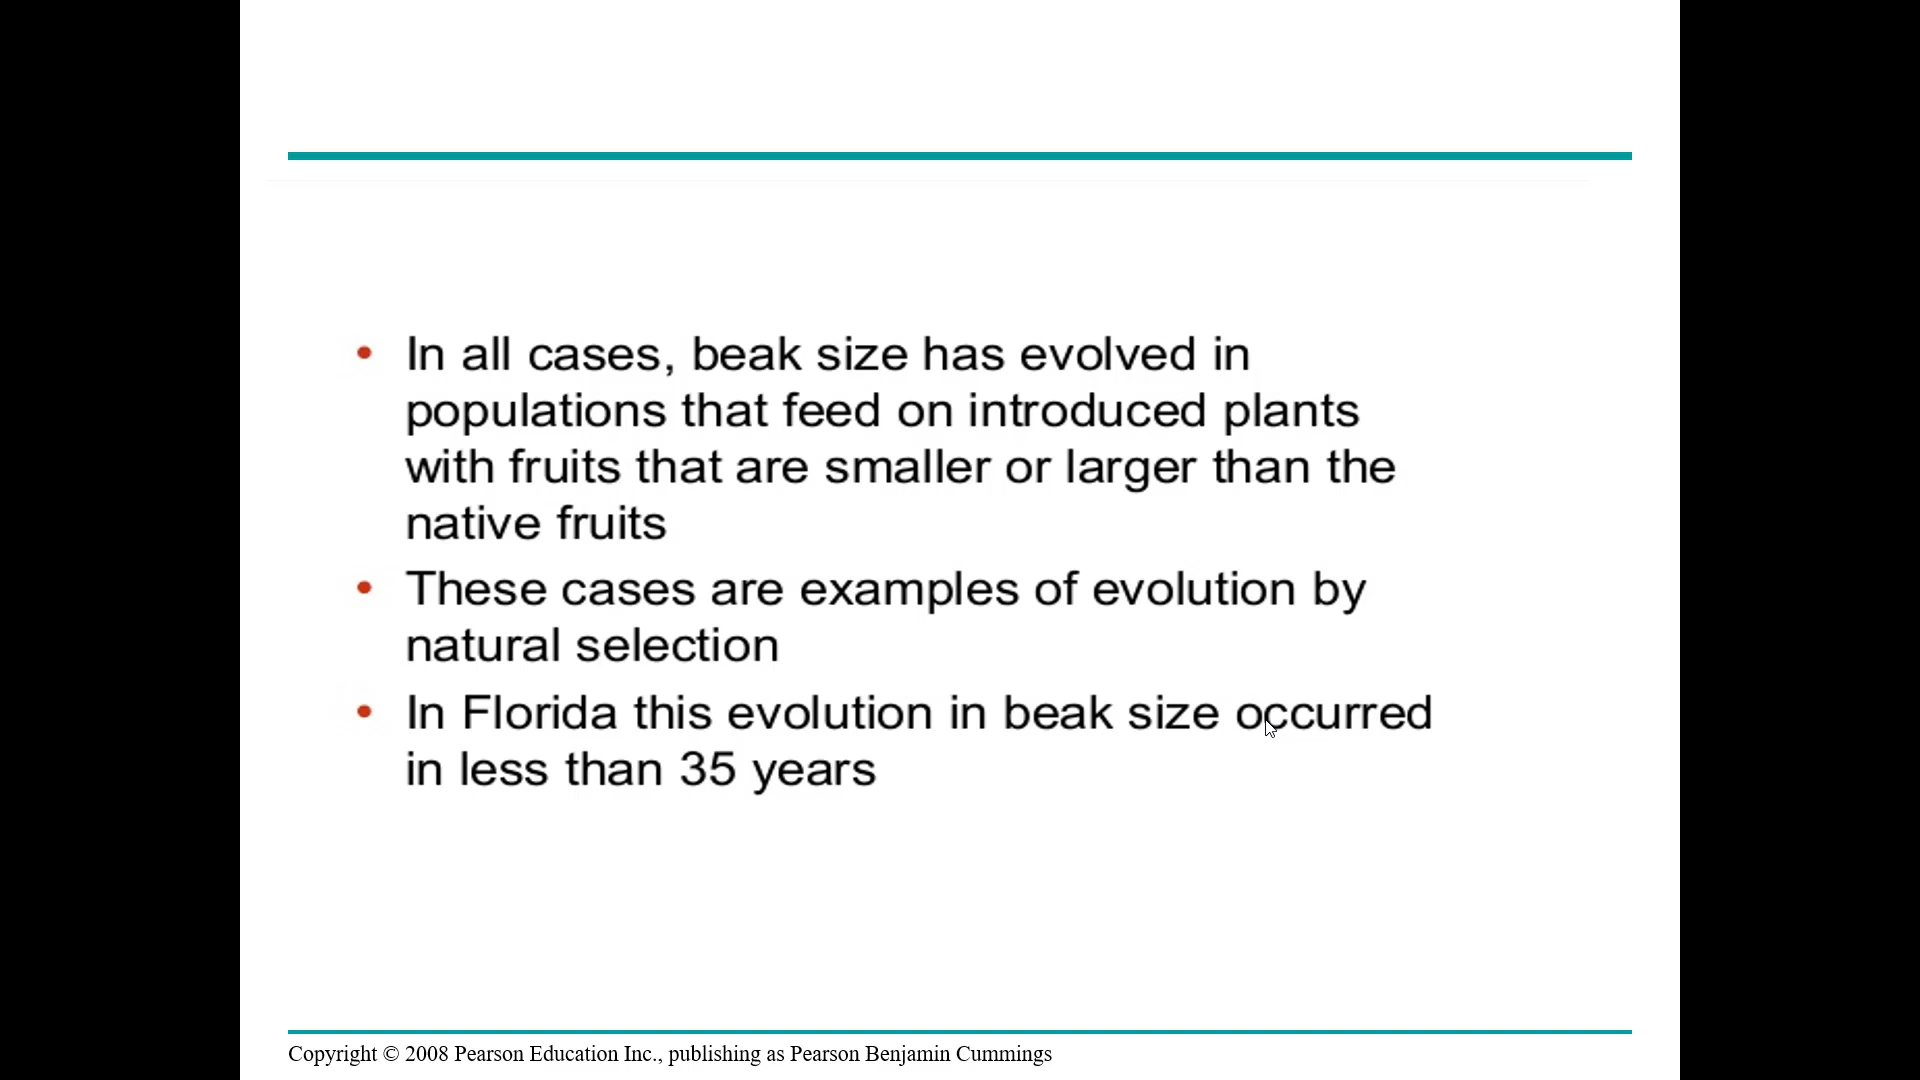 • In all cases, beak size has evolved in
populations that feed on introduced plants
with fruits that are smaller or larger than the
native fruits
• These cases are examples of evolution by
natural selection
• In Florida this evolution in beak size occurred
in less than 35 years
Copyright © 2008 Pearson Education Inc., publishing as Pearson Benjamin Cummings